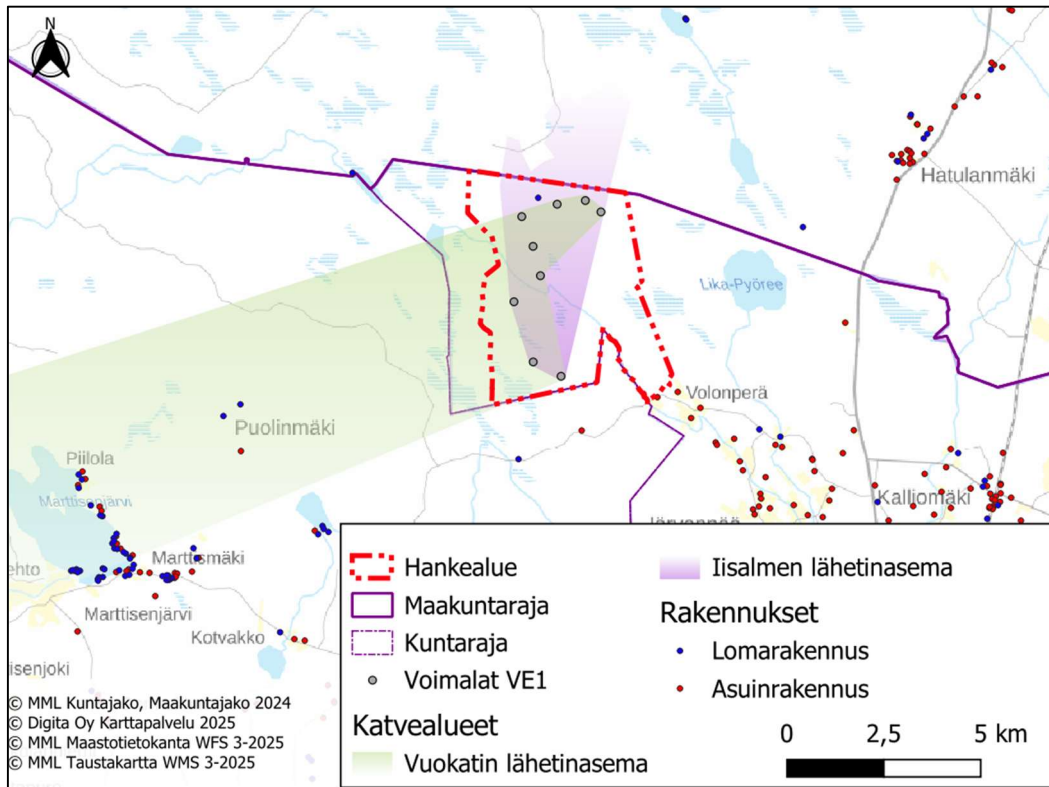 N
Hatulanmäki
Lika-Pyöree
Volonperä
Puolinmäki
Piilola
Marttisenjärvi
Kalliomäki
Marttismäki
Marttisenjärvi
Kotvakko
Hankealue
Maakuntaraja
Kuntaraja
Voimalat VE1
Katvealueet
Vuokatin lähetinasema
Iisalmen lähetinasema
Rakennukset
Lomarakennus
Asuinrakennus
0 2,5 5 km
© MML Kuntajako, Maakuntajako 2024
© Digita Oy Karttapalvelu 2025
© MML Maastotietokanta WFS 3-2025
© MML Taustakartta WMS 3-2025